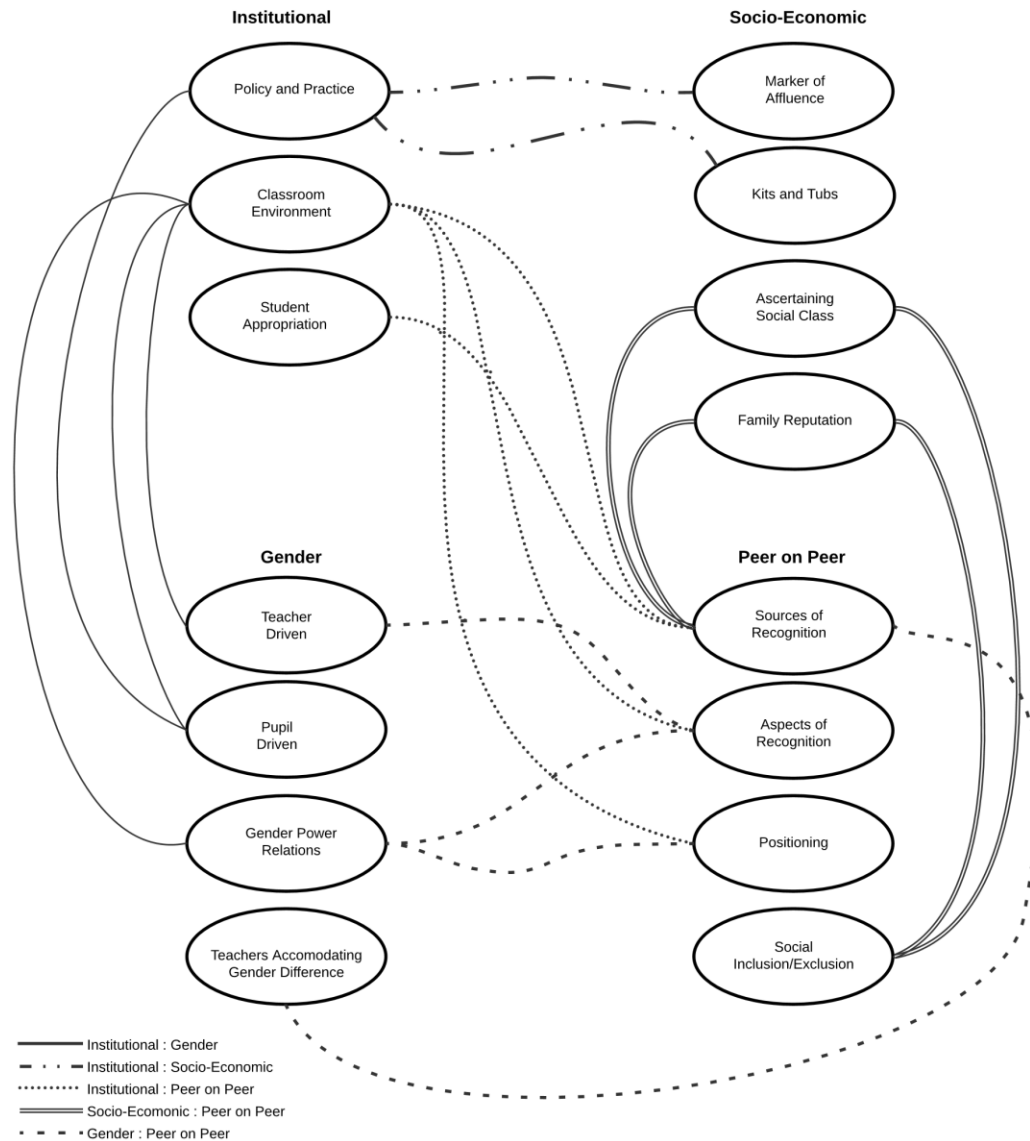 Institutional
Policy and Practice
Classroom
Environment
Student
Appropriation
Socio-Economic
Marker of
Affluence
Kits and Tubs
Ascertaining
Social Class
Family Reputation
Gender
Teacher
Driven
Pupil
Driven
Gender Power
Relations
Teachers Accomodating
Gender Difference
Peer on Peer
Sources of
Recognition
Aspects of
Recognition
Positioning
Social
Inclusion/Exclusion
Institutional : Gender
Institutional : Socio-Economic
Institutional : Peer on Peer
Socio-Ecomonic : Peer on Peer
Gender : Peer on Peer